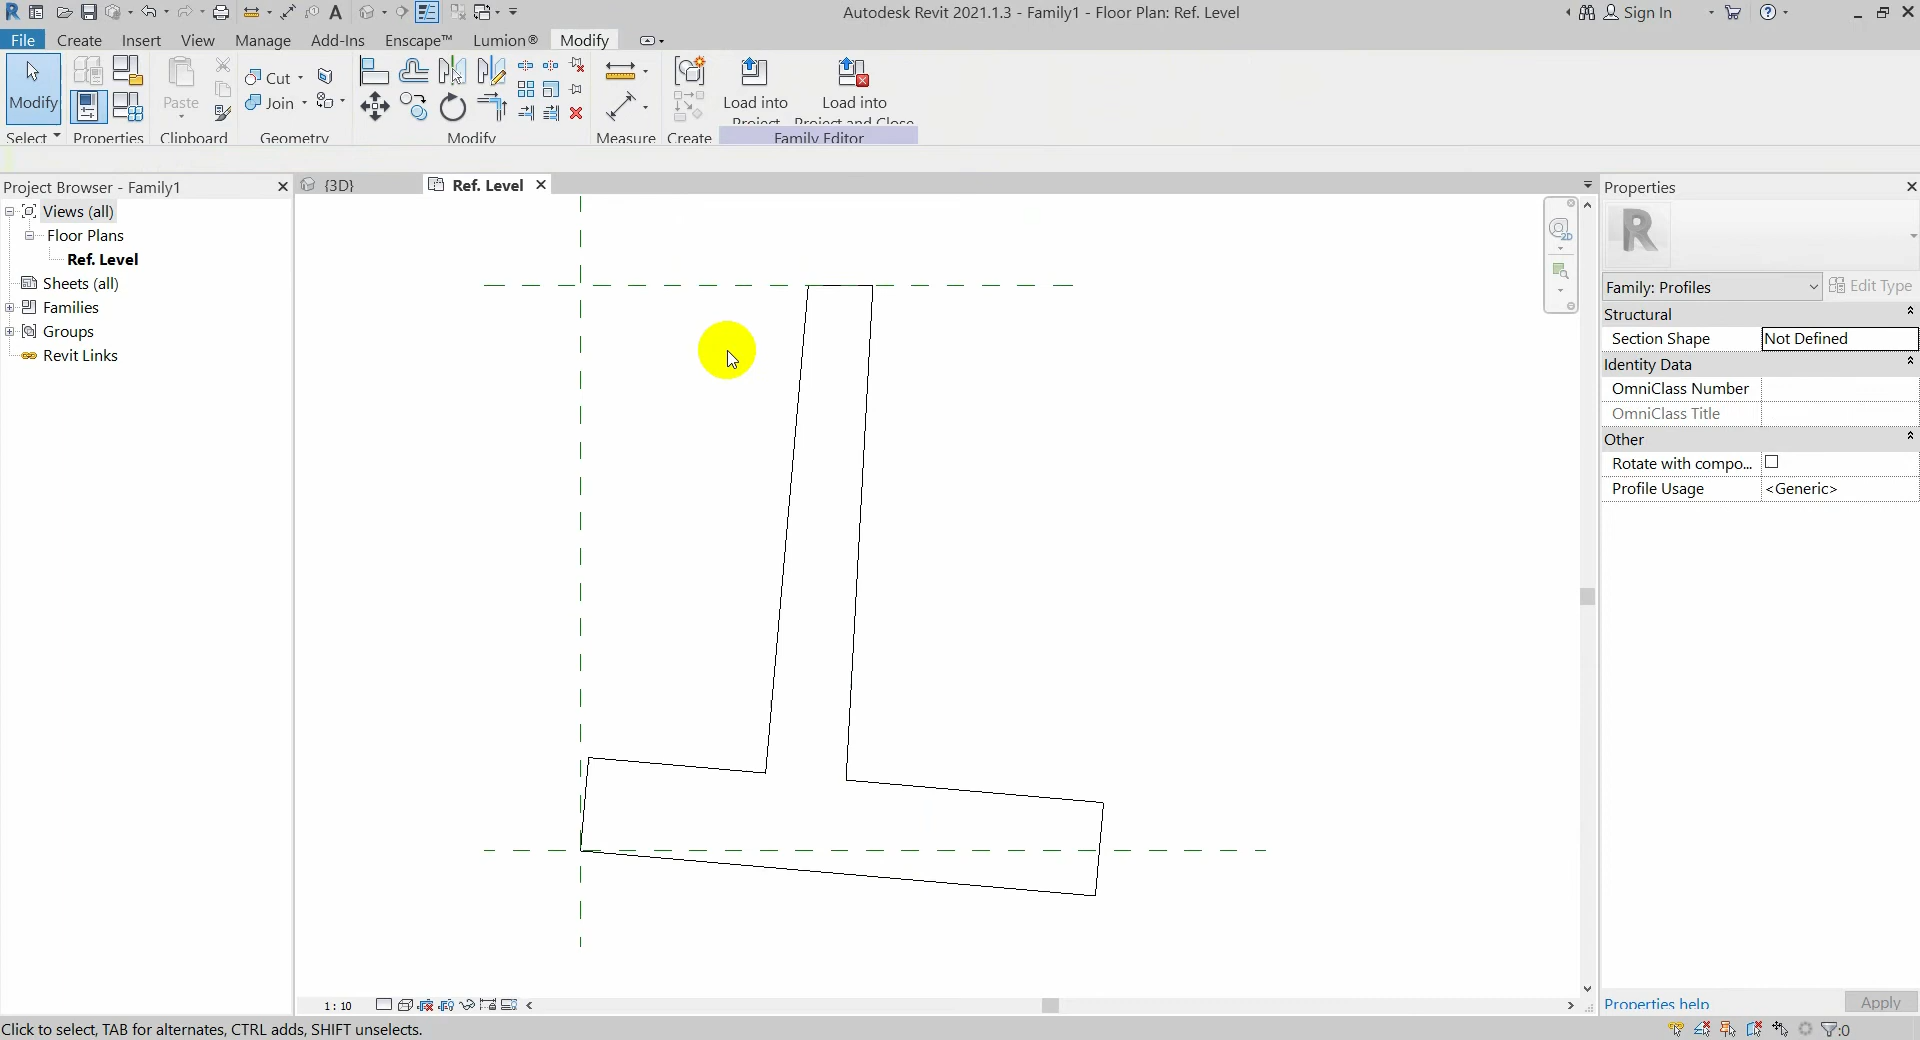 Autodesk Revit 2021.1.3 - Family1 - Floor Plan: Ref. Level
Sign In
File Create Insert View Manage Add-Ins Enscape™ Lumion® Modify
Modify
Paste
Cut
Join
Load into
Project
Load into
Project and Close
Select Properties Clipboard Geometry Modify Measure Create Family Editor
Project Browser - Family1
{3D}
Ref. Level
Properties
Views (all)
Floor Plans
Ref. Level
Sheets (all)
Families
Groups
Revit Links
2D
R
Family: Profiles
Edit Type
Structural
Section Shape Not Defined
Identity Data
OmniClass Number
OmniClass Title
Other
Rotate with compo...
Profile Usage <Generic>
1 : 10
Properties help
Apply
Click to select, TAB for alternates, CTRL adds, SHIFT unselects.
:0